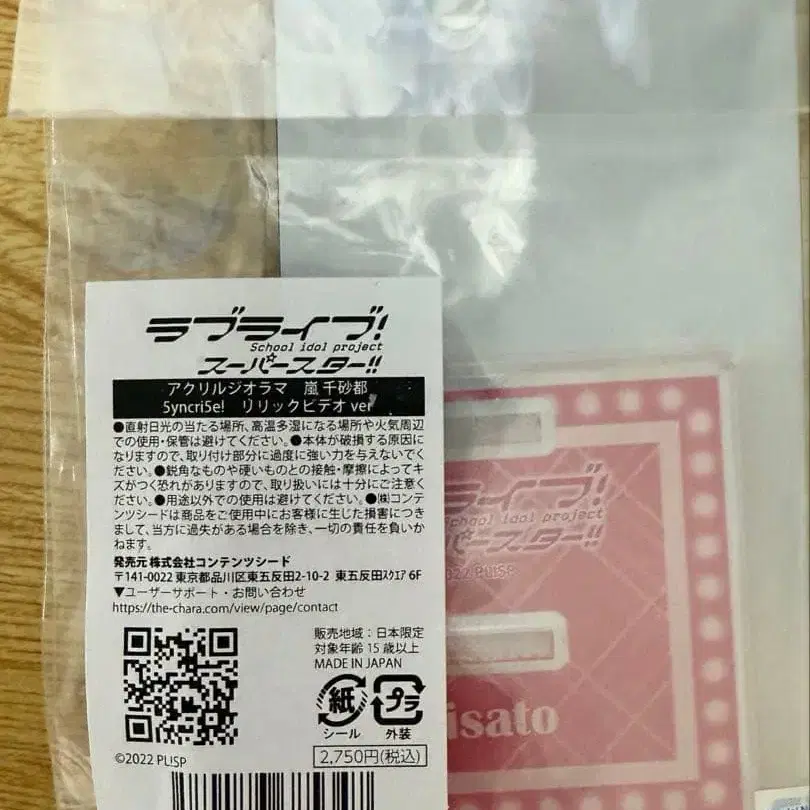 ラブライブ!
School idol project
スーパースター!!
アクリルジオラマ 嵐 千砂都
5yncri5e! リリックビデオ ver
●直射日光の当たる場所、高温多湿になる場所や火気周辺
での使用・保管は避けてください。●本体が破損する原因に
なりますので、取り付け部分に過度に強い力を与えないでく
ださい。●鋭角なものや硬いものとの接触・摩擦によってキ
ズがつく恐れがありますので、取り扱いには十分にご注意く
ださい。●用途以外での使用は避けてください。●㈱コンテ
ンツシードは商品をご使用中にお客様に生じた損害につき
まして、当方に過失がある場合を除き、一切の責任を負いか
ねます。
発売元 株式会社コンテンツシード
〒141-0022 東京都品川区東五反田2-10-2 東五反田ｽｸｴｱ 6F
▼ユーザーサポート・お問い合わせ
https://the-chara.com/view/page/contact
販売地域：日本限定
対象年齢 15 歳以上
MADE IN JAPAN
紙
シール
プラ
外装
©2022 PL!SP
2,750円(税込)
ラブライブ!
School idol project
スーパースター!!
2022 PL!SP
isato